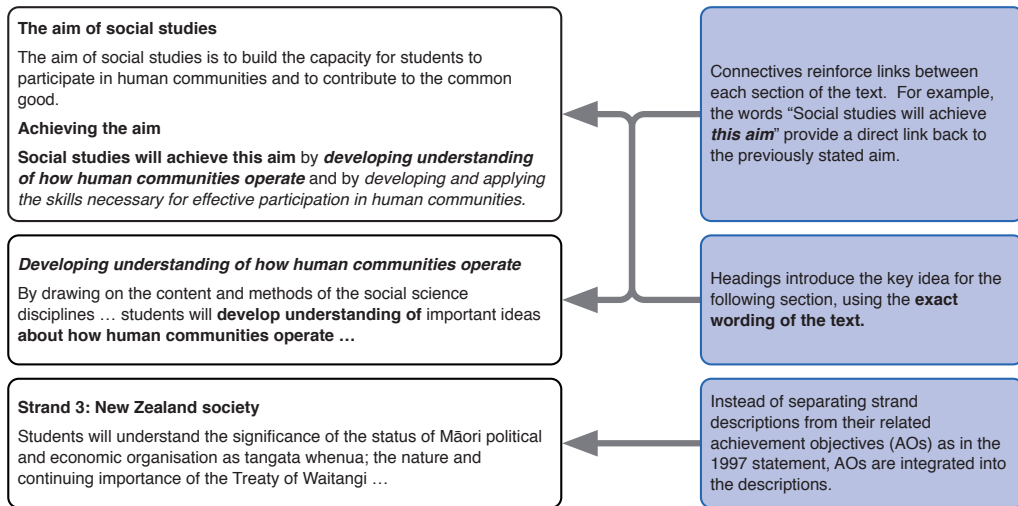 The aim of social studies
The aim of social studies is to build the capacity for students to
participate in human communities and to contribute to the common
good.
Achieving the aim
Social studies will achieve this aim by developing understanding
of how human communities operate and by developing and applying
the skills necessary for effective participation in human communities.
Connectives reinforce links between
each section of the text.  For example,
the words “Social studies will achieve
this aim” provide a direct link back to
the previously stated aim.
Developing understanding of how human communities operate
By drawing on the content and methods of the social science
disciplines … students will develop understanding of important ideas
about how human communities operate …
Headings introduce the key idea for the
following section, using the exact
wording of the text.
Strand 3: New Zealand society
Students will understand the significance of the status of Māori political
and economic organisation as tangata whenua; the nature and
continuing importance of the Treaty of Waitangi …
Instead of separating strand
descriptions from their related
achievement objectives (AOs) as in the
1997 statement, AOs are integrated into
the descriptions.